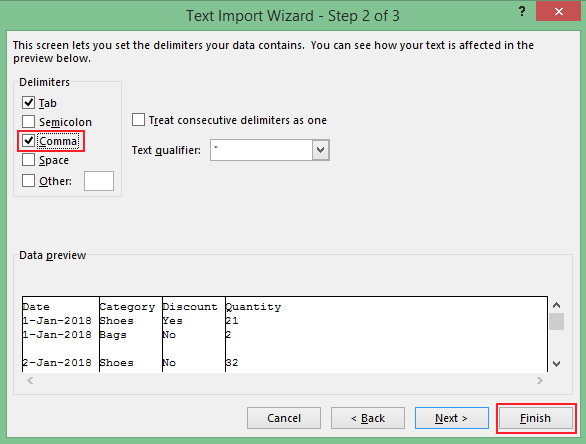 Text Import Wizard - Step 2 of 3 ? ×
This screen lets you set the delimiters your data contains. You can see how your text is affected in the
preview below.
Delimiters
Tab
Semicolon
Comma
Space
Other:
Treat consecutive delimiters as one
Text qualifier: "
Data preview
Date Category Discount Quantity
1-Jan-2018 Shoes Yes 21
1-Jan-2018 Bags No 2
2-Jan-2018 Shoes No 32
Cancel < Back Next > Finish